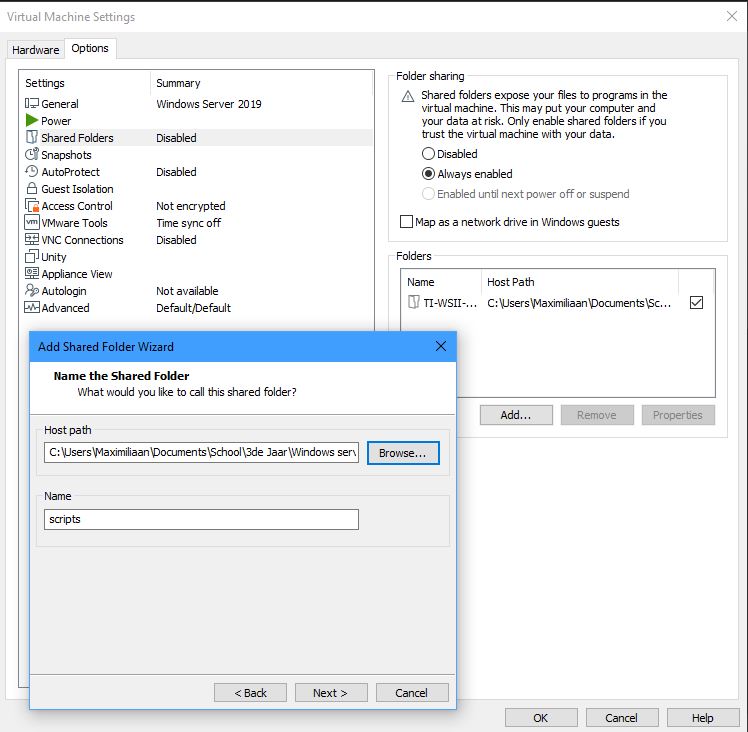 Virtual Machine Settings
Hardware Options
Settings Summary
General Windows Server 2019
Power
Shared Folders Disabled
Snapshots
AutoProtect Disabled
Guest Isolation
Access Control Not encrypted
vm VMware Tools Time sync off
VNC Connections Disabled
Unity
Appliance View
Autologin Not available
Advanced Default/Default
Folder sharing
Shared folders expose your files to programs in the
virtual machine. This may put your computer and
your data at risk. Only enable shared folders if you
trust the virtual machine with your data.
Disabled
Always enabled
Enabled until next power off or suspend
Map as a network drive in Windows guests
Folders
Name Host Path
TI-WSII-... C:\Users\Maximiliaan\Documents\Sc...
Add... Remove Properties
Add Shared Folder Wizard
Name the Shared Folder
What would you like to call this shared folder?
Host path
C:\Users\Maximiliaan\Documents\School\3de Jaar\Windows serv Browse...
Name
scripts
< Back Next > Cancel
OK Cancel Help